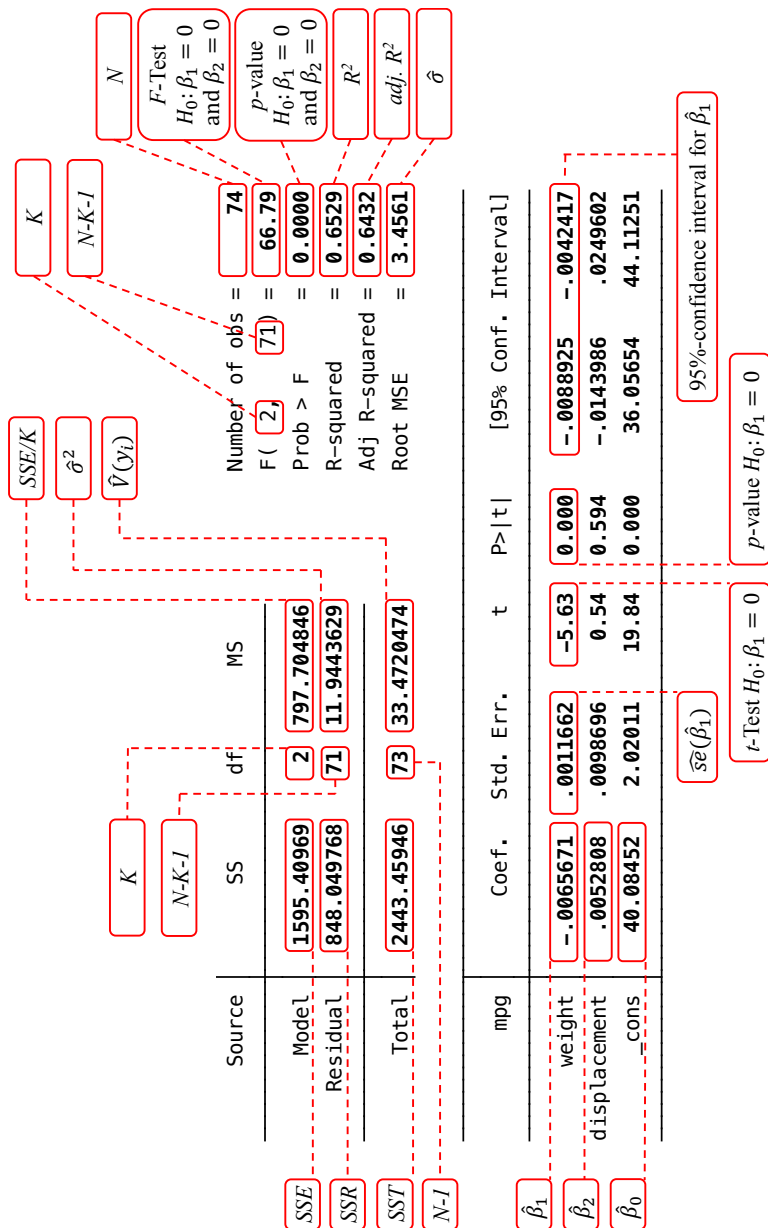 K
N-K-1
SSE/K
σ̂²
V̂(yᵢ)
K
N-K-1
N
F-Test
H₀: β₁ = 0
and β₂ = 0
p-value
H₀: β₁ = 0
and β₂ = 0
R²
adj. R²
σ̂
Source SS df MS Number of obs = 74
F( 2, 71) = 66.79
Model 1595.40969 2 797.704846 Prob > F = 0.0000
Residual 848.049768 71 11.9443629 R-squared = 0.6529
Adj R-squared = 0.6432
Total 2443.45946 73 33.4720474 Root MSE = 3.4561
SSE
SSR
SST
N-1
mpg Coef. Std. Err. t P>|t| [95% Conf. Interval]
weight -.0065671 .0011662 -5.63 0.000 -.0088925 -.0042417
displacement .0052808 .0098696 0.54 0.594 -.0143986 .0249602
_cons 40.08452 2.02011 19.84 0.000 36.05654 44.11251
β̂₁
β̂₂
β̂₀
ŝe(β̂₁)
t-Test H₀: β₁ = 0
p-value H₀: β₁ = 0
95%-confidence interval for β̂₁